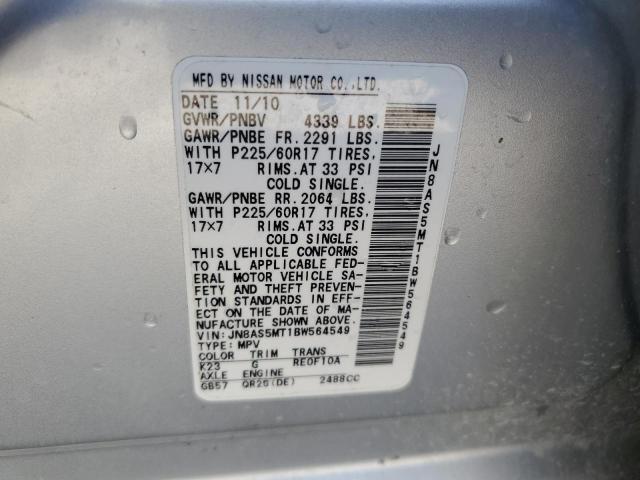 MFD BY NISSAN MOTOR CO.,LTD.
DATE 11/10
GVWR/PNBV 4339 LBS.
GAWR/PNBE FR. 2291 LBS.
WITH P225/60R17 TIRES,
17×7 RIMS.AT 33 PSI
COLD SINGLE.
GAWR/PNBE RR. 2064 LBS.
WITH P225/60R17 TIRES,
17×7 RIMS.AT 33 PSI
COLD SINGLE.
THIS VEHICLE CONFORMS
TO ALL APPLICABLE FED-
ERAL MOTOR VEHICLE SA-
FETY AND THEFT PREVEN-
TION STANDARDS IN EFF-
ECT ON THE DATE OF MA-
NUFACTURE SHOWN ABOVE.
VIN: JN8AS5MT1BW564549
TYPE: MPV
COLOR TRIM TRANS
K23 G RE0F10A
AXLE ENGINE
GB57 QR25(DE) 2488CC
JN8AS5MT1BW564549